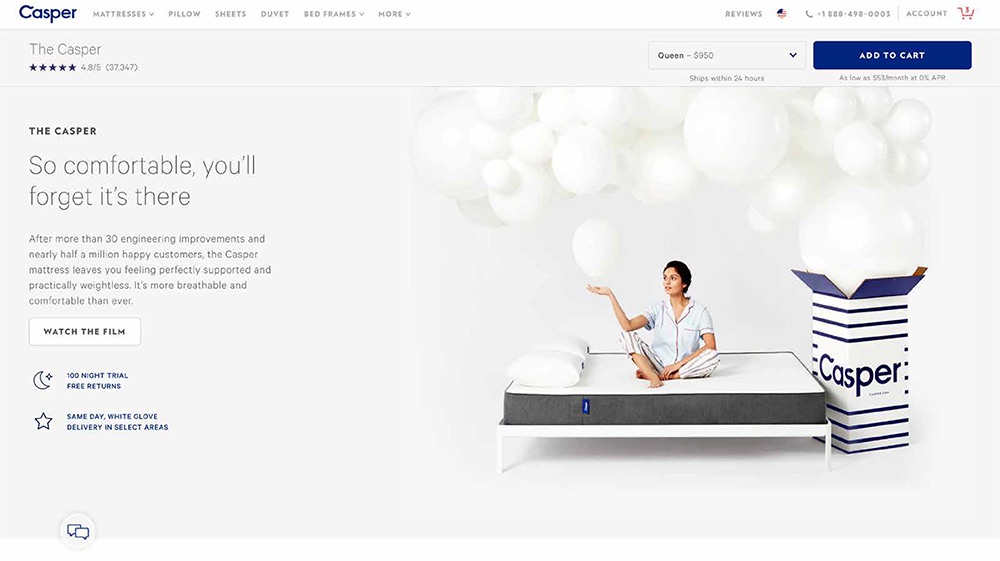 Casper
MATTRESSES
PILLOW
SHEETS
DUVET
BED FRAMES
MORE
REVIEWS
+1 888-498-0003
ACCOUNT
3
The Casper
4.8/5 (37,347)
Queen – $950
ADD TO CART
Ships within 24 hours
As low as $53/month at 0% APR
THE CASPER
So comfortable, you'll
forget it's there
After more than 30 engineering improvements and
nearly half a million happy customers, the Casper
mattress leaves you feeling perfectly supported and
practically weightless. It's more breathable and
comfortable than ever.
WATCH THE FILM
100 NIGHT TRIAL
FREE RETURNS
SAME DAY, WHITE GLOVE
DELIVERY IN SELECT AREAS
Casper